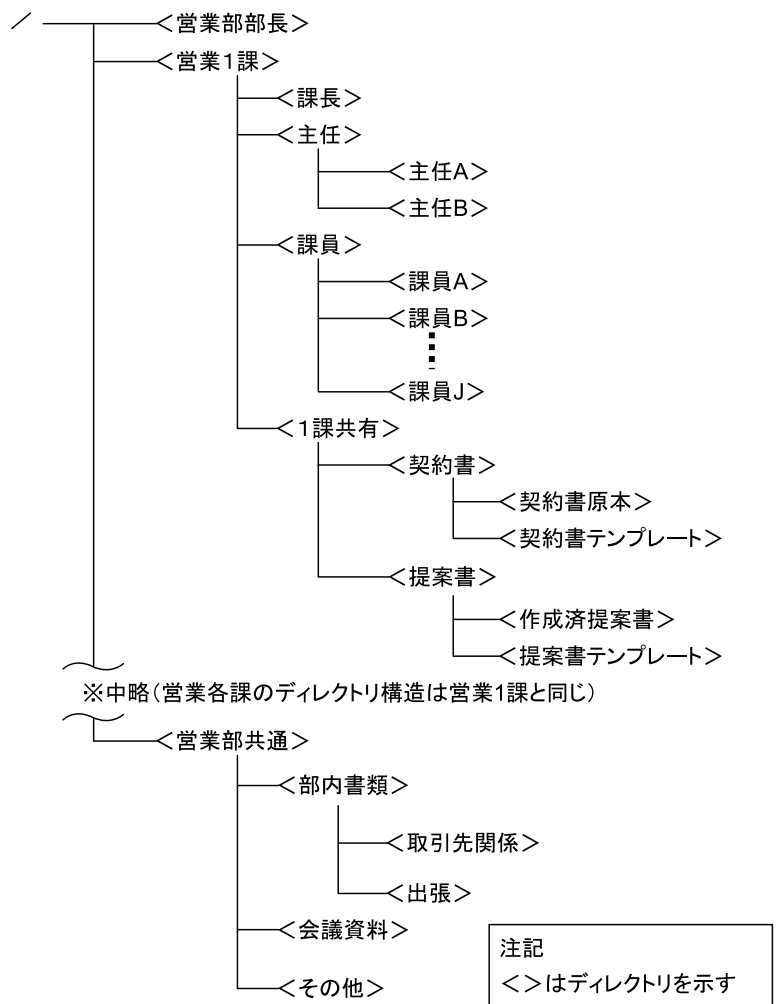 ／
＜営業部部長＞
＜営業1課＞
＜課長＞
＜主任＞
＜主任A＞
＜主任B＞
＜課員＞
＜課員A＞
＜課員B＞
＜課員J＞
＜1課共有＞
＜契約書＞
＜契約書原本＞
＜契約書テンプレート＞
＜提案書＞
＜作成済提案書＞
＜提案書テンプレート＞
※中略（営業各課のディレクトリ構造は営業1課と同じ）
＜営業部共通＞
＜部内書類＞
＜取引先関係＞
＜出張＞
＜会議資料＞
＜その他＞
注記
＜＞はディレクトリを示す